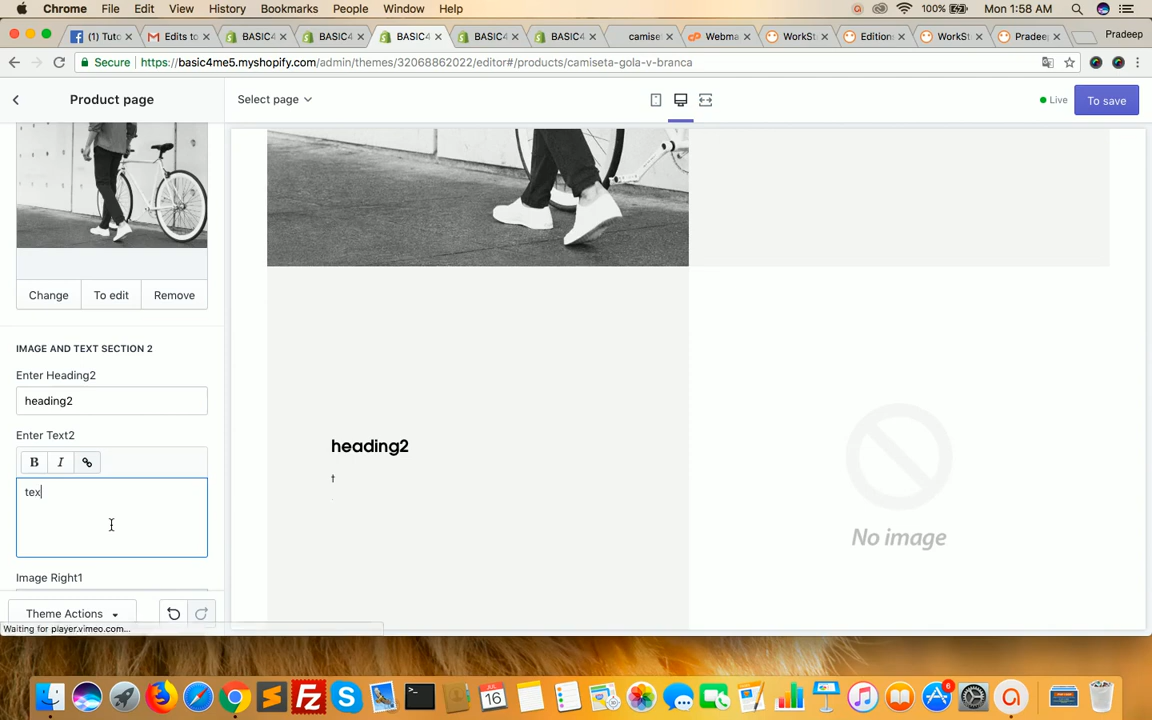 Chrome File Edit View History Bookmarks People Window Help 100% Mon 1:58 AM
(1) Tuto Edits to BASIC4 BASIC4 BASIC4 BASIC4 BASIC4 camise Webma WorkSt Edition WorkSt Pradee Pradeep
Secure https://basic4me5.myshopify.com/admin/themes/32068862022/editor#/products/camiseta-gola-v-branca
Product page Select page Live To save
Change To edit Remove
IMAGE AND TEXT SECTION 2
Enter Heading2
heading2
Enter Text2
B I
tex
Image Right1
Theme Actions
Waiting for player.vimeo.com...
heading2
t
No image
JUL
16
6